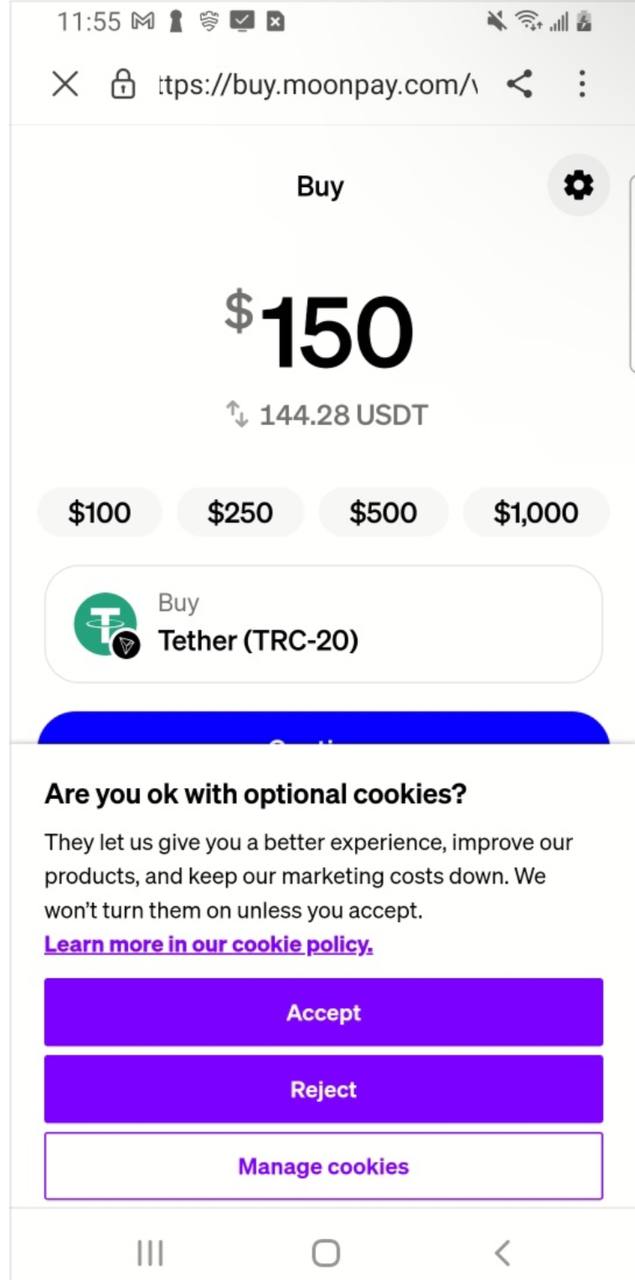 11:55
ttps://buy.moonpay.com/v
Buy
$150
144.28 USDT
$100 $250 $500 $1,000
Buy
Tether (TRC-20)
Are you ok with optional cookies?
They let us give you a better experience, improve our
products, and keep our marketing costs down. We
won’t turn them on unless you accept.
Learn more in our cookie policy.
Accept
Reject
Manage cookies